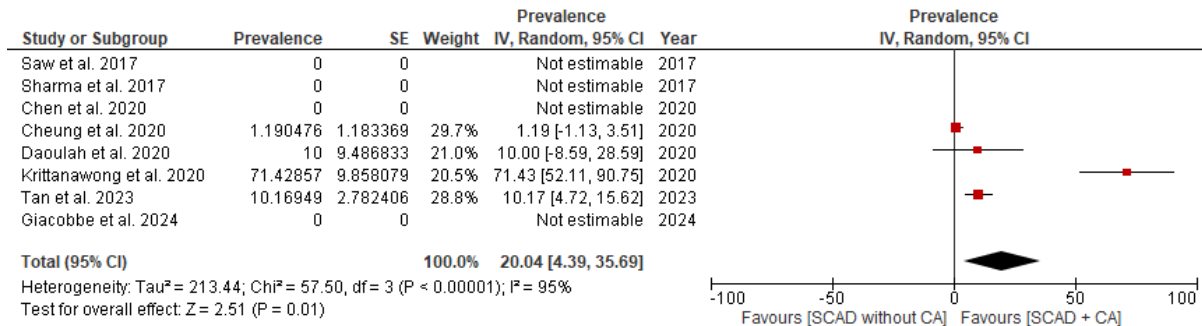 Prevalence Prevalence
Study or Subgroup Prevalence SE Weight IV, Random, 95% CI Year IV, Random, 95% CI
Saw et al. 2017 0 0 Not estimable 2017
Sharma et al. 2017 0 0 Not estimable 2017
Chen et al. 2020 0 0 Not estimable 2020
Cheung et al. 2020 1.190476 1.183369 29.7% 1.19 [-1.13, 3.51] 2020
Daoulah et al. 2020 10 9.486833 21.0% 10.00 [-8.59, 28.59] 2020
Krittanawong et al. 2020 71.42857 9.858079 20.5% 71.43 [52.11, 90.75] 2020
Tan et al. 2023 10.16949 2.782406 28.8% 10.17 [4.72, 15.62] 2023
Giacobbe et al. 2024 0 0 Not estimable 2024
Total (95% CI) 100.0% 20.04 [4.39, 35.69]
Heterogeneity: Tau² = 213.44; Chi² = 57.50, df = 3 (P < 0.00001); I² = 95%
Test for overall effect: Z = 2.51 (P = 0.01)
-100 -50 0 50 100
Favours [SCAD without CA] Favours [SCAD + CA]